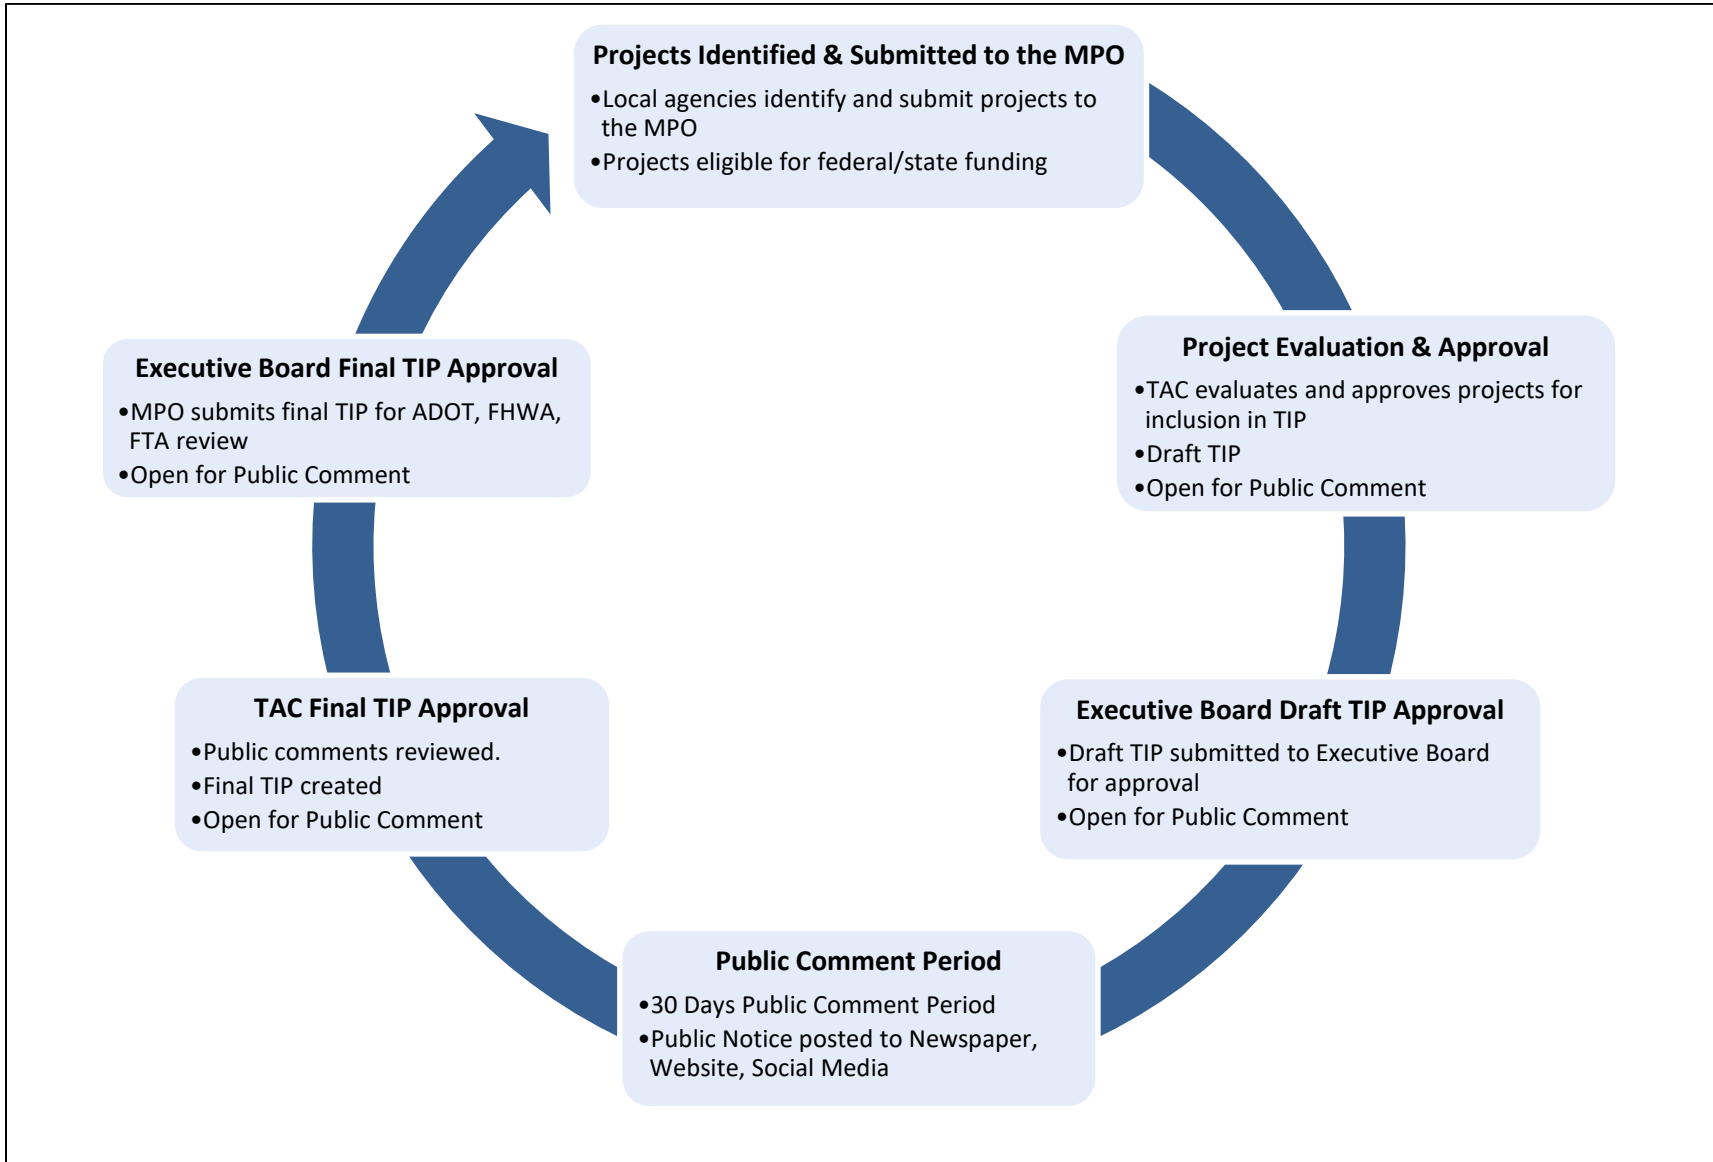 Projects Identified & Submitted to the MPO
•Local agencies identify and submit projects to
the MPO
•Projects eligible for federal/state funding
Project Evaluation & Approval
•TAC evaluates and approves projects for
inclusion in TIP
•Draft TIP
•Open for Public Comment
Executive Board Draft TIP Approval
•Draft TIP submitted to Executive Board
for approval
•Open for Public Comment
Public Comment Period
•30 Days Public Comment Period
•Public Notice posted to Newspaper,
Website, Social Media
TAC Final TIP Approval
•Public comments reviewed.
•Final TIP created
•Open for Public Comment
Executive Board Final TIP Approval
•MPO submits final TIP for ADOT, FHWA,
FTA review
•Open for Public Comment